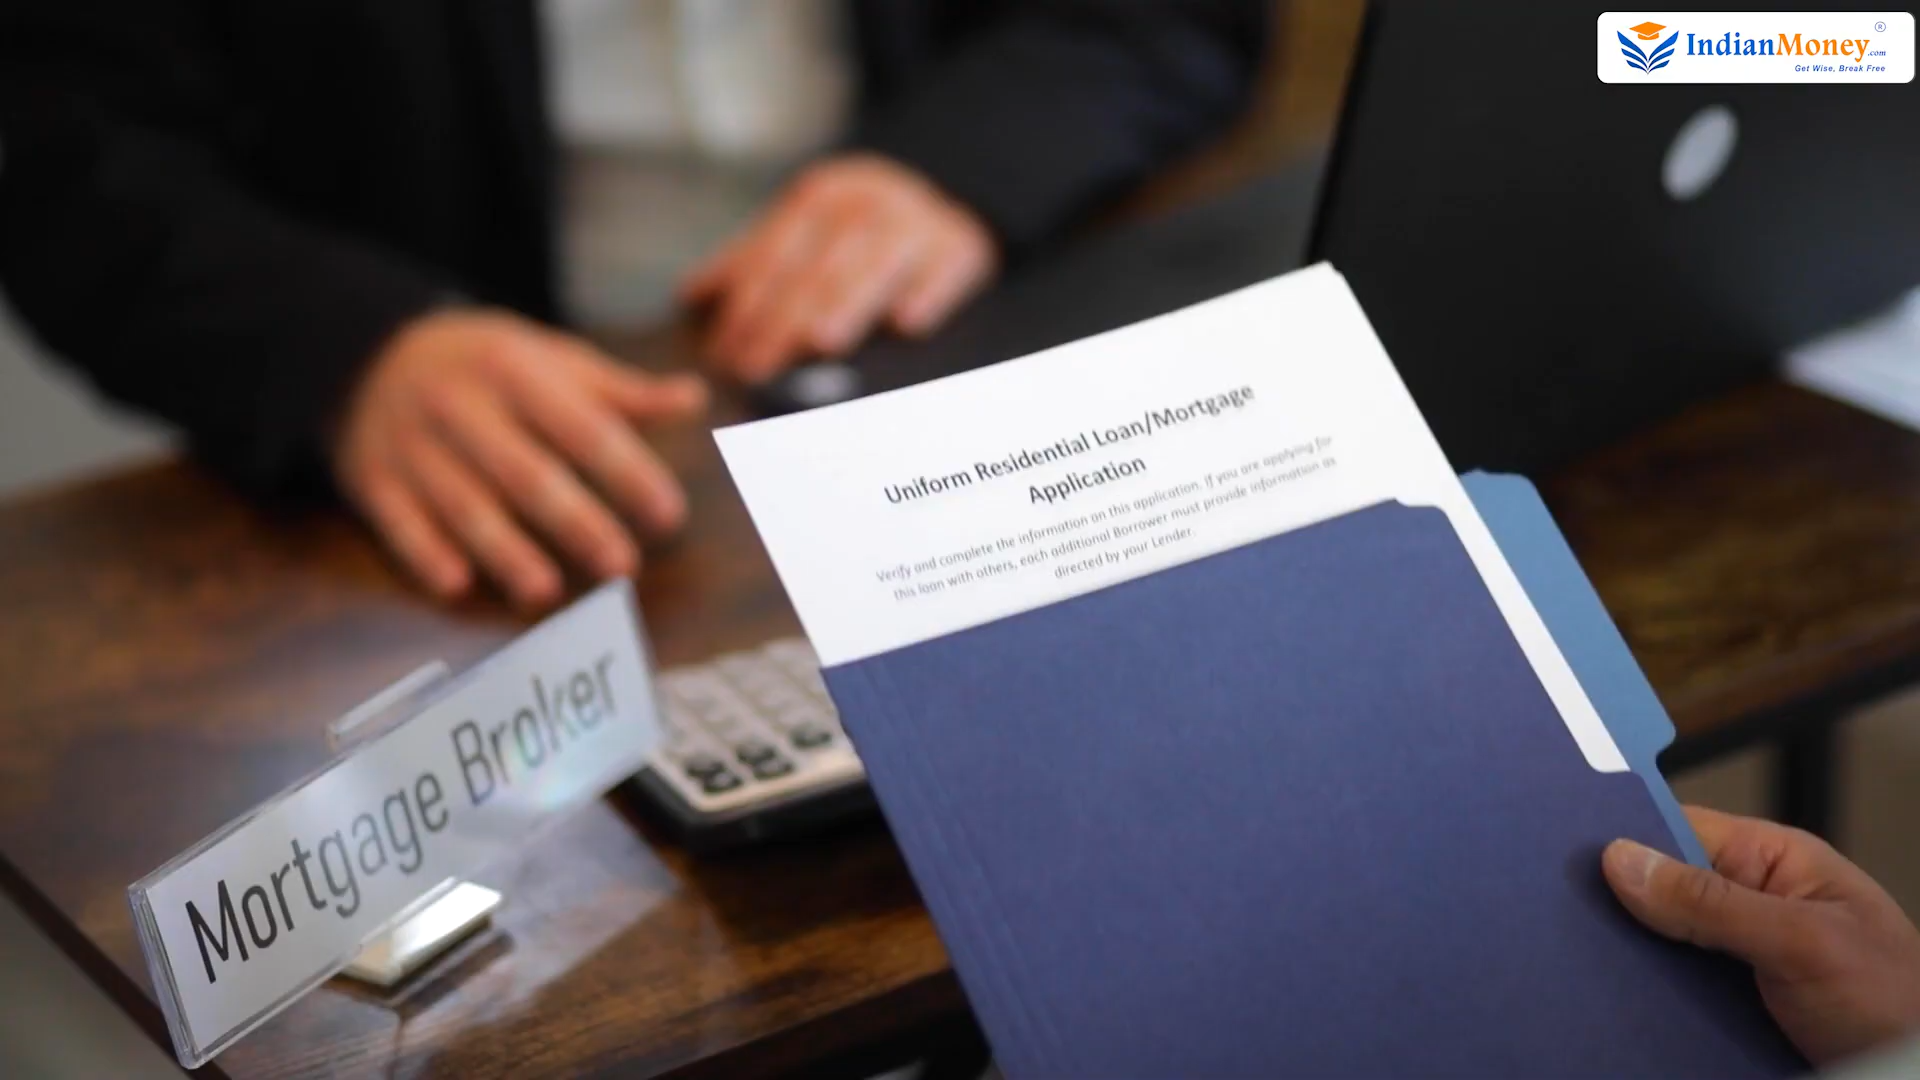 IndianMoney.com
Get Wise, Break Free
Uniform Residential Loan/Mortgage
Application
Verify and complete the information on this application. If you are applying for
this loan with others, each additional Borrower must provide information as
directed by your Lender.
Mortgage Broker